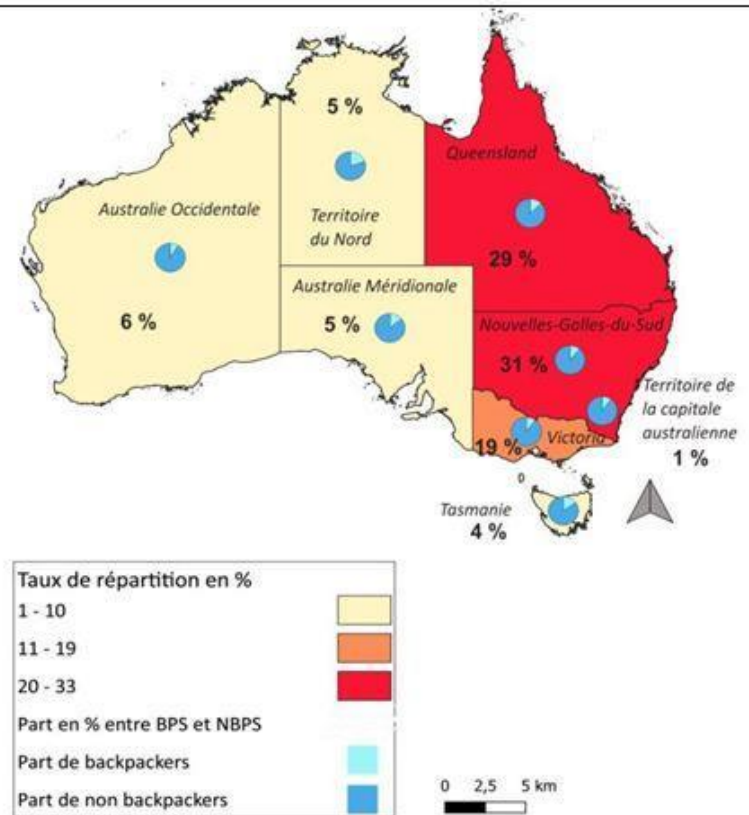 5 %
Queensland
Australie Occidentale
Territoire
du Nord
29 %
Australie Méridionale
6 %
5 %
Nouvelles-Galles-du-Sud
31 %
Territoire de
la capitale
australienne
1 %
Victoria
19 %
0
Tasmanie
4 %
Taux de répartition en %
1 - 10
11 - 19
20 - 33
Part en % entre BPS et NBPS
Part de backpackers
Part de non backpackers
0 2,5 5 km